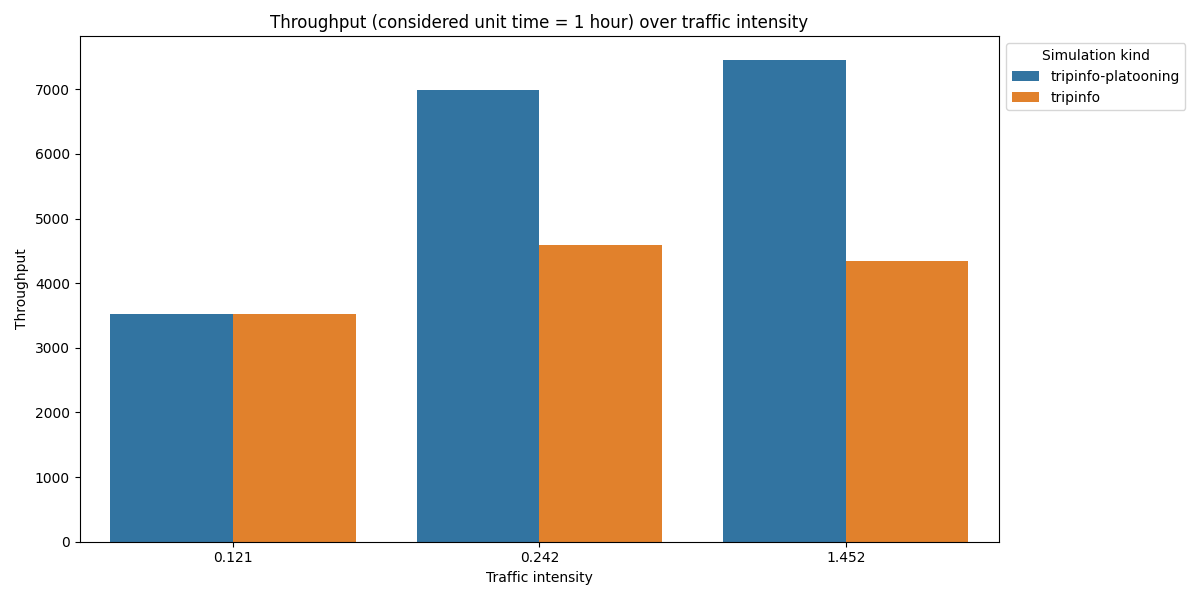 Throughput (considered unit time = 1 hour) over traffic intensity
Simulation kind
tripinfo-platooning
tripinfo
Throughput
7000
6000
5000
4000
3000
2000
1000
0
0.121
0.242
1.452
Traffic intensity